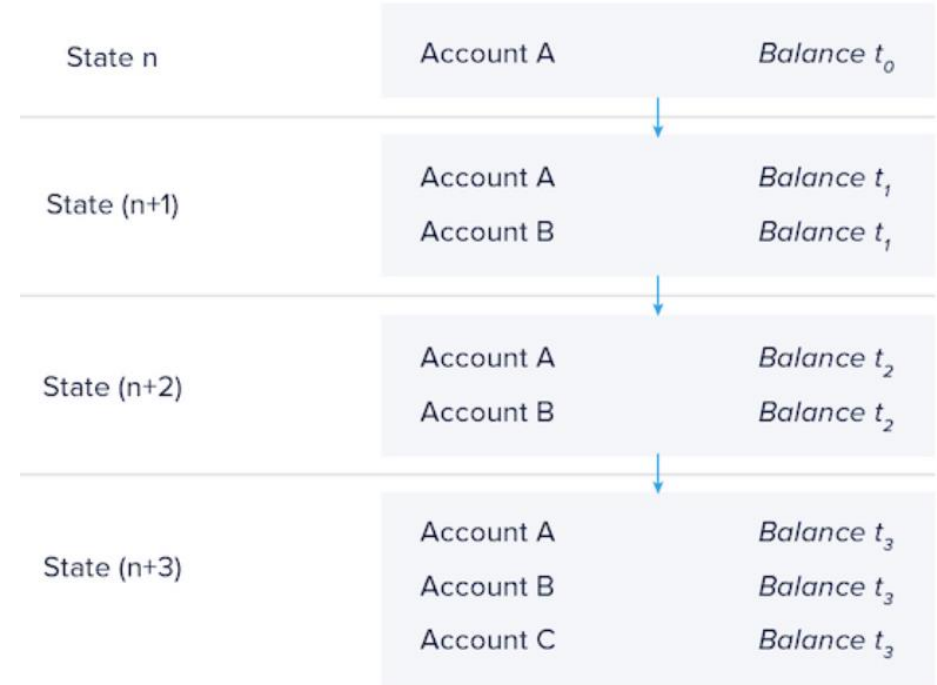 State n
Account A Balance t₀
State (n+1)
Account A Balance t₁
Account B Balance t₁
State (n+2)
Account A Balance t₂
Account B Balance t₂
State (n+3)
Account A Balance t₃
Account B Balance t₃
Account C Balance t₃